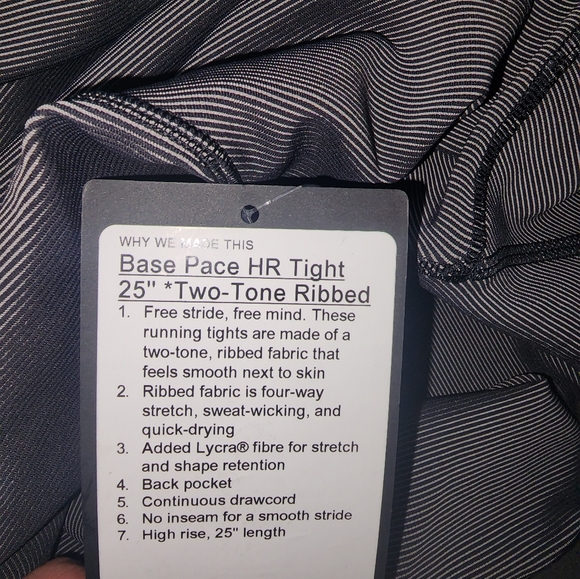 WHY WE MADE THIS
Base Pace HR Tight
25" *Two-Tone Ribbed
1. Free stride, free mind. These
running tights are made of a
two-tone, ribbed fabric that
feels smooth next to skin
2. Ribbed fabric is four-way
stretch, sweat-wicking, and
quick-drying
3. Added Lycra® fibre for stretch
and shape retention
4. Back pocket
5. Continuous drawcord
6. No inseam for a smooth stride
7. High rise, 25" length